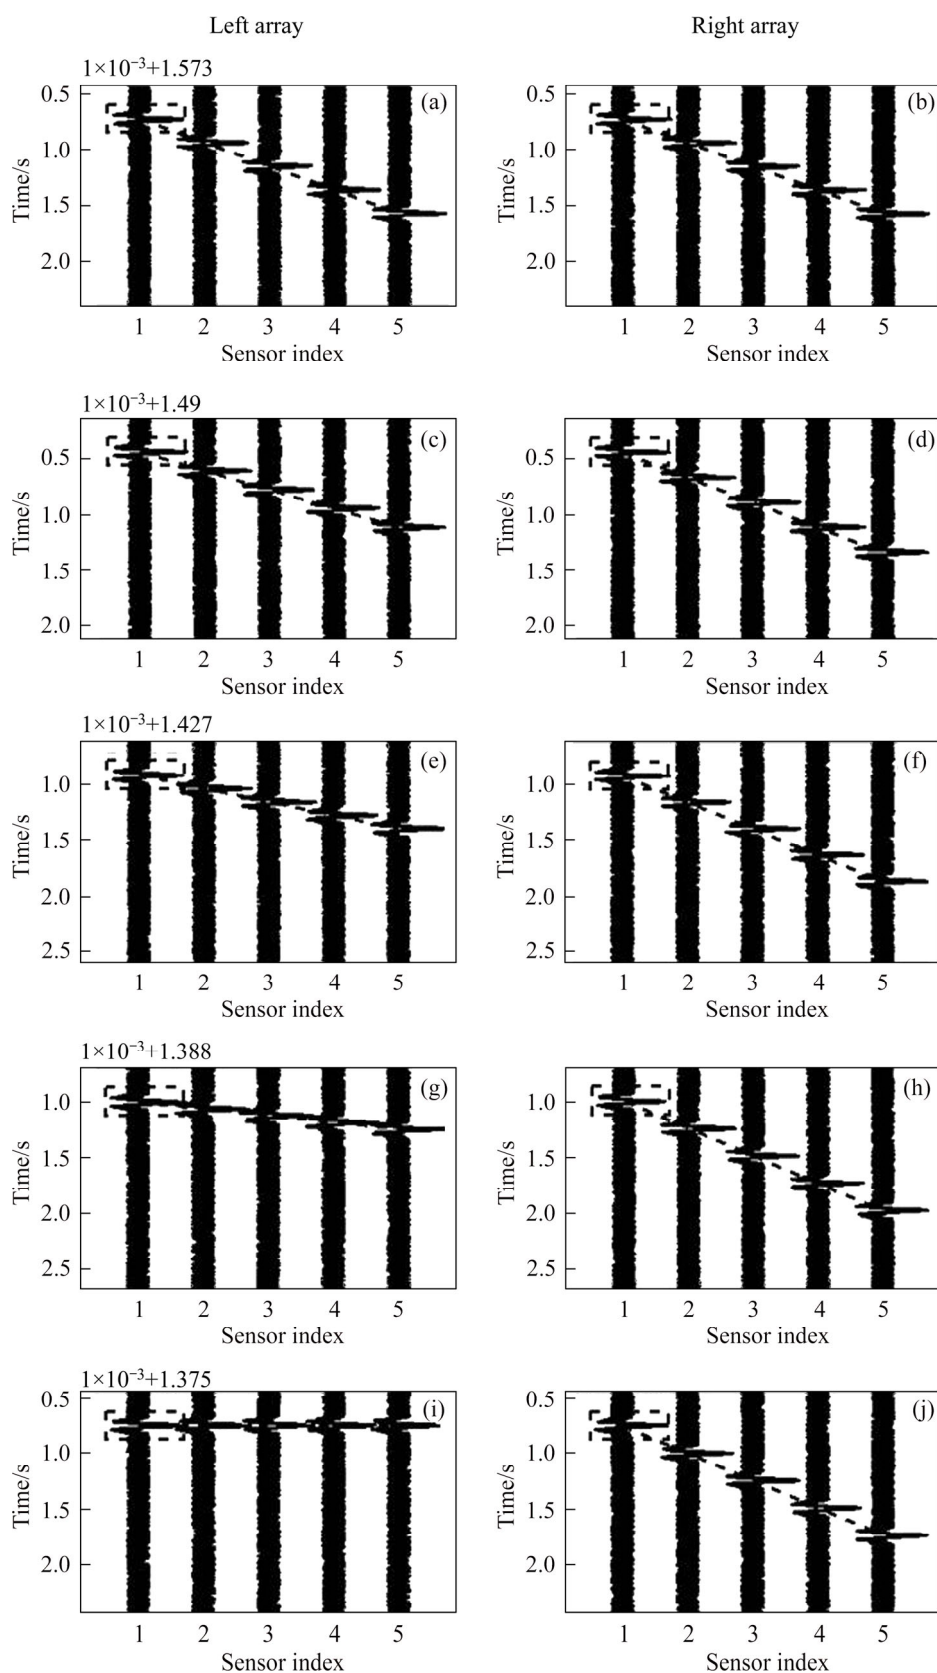 Left array
Right array
1×10⁻³+1.573
(a)
(b)
0.5
1.0
1.5
2.0
Time/s
1 2 3 4 5
Sensor index
0.5
1.0
1.5
2.0
Time/s
1 2 3 4 5
Sensor index
1×10⁻³+1.49
(c)
(d)
0.5
1.0
1.5
2.0
Time/s
1 2 3 4 5
Sensor index
0.5
1.0
1.5
2.0
Time/s
1 2 3 4 5
Sensor index
1×10⁻³+1.427
(e)
(f)
1.0
1.5
2.0
2.5
Time/s
1 2 3 4 5
Sensor index
1.0
1.5
2.0
2.5
Time/s
1 2 3 4 5
Sensor index
1×10⁻³+1.388
(g)
(h)
1.0
1.5
2.0
2.5
Time/s
1 2 3 4 5
Sensor index
1.0
1.5
2.0
2.5
Time/s
1 2 3 4 5
Sensor index
1×10⁻³+1.375
(i)
(j)
0.5
1.0
1.5
2.0
Time/s
1 2 3 4 5
Sensor index
0.5
1.0
1.5
2.0
Time/s
1 2 3 4 5
Sensor index